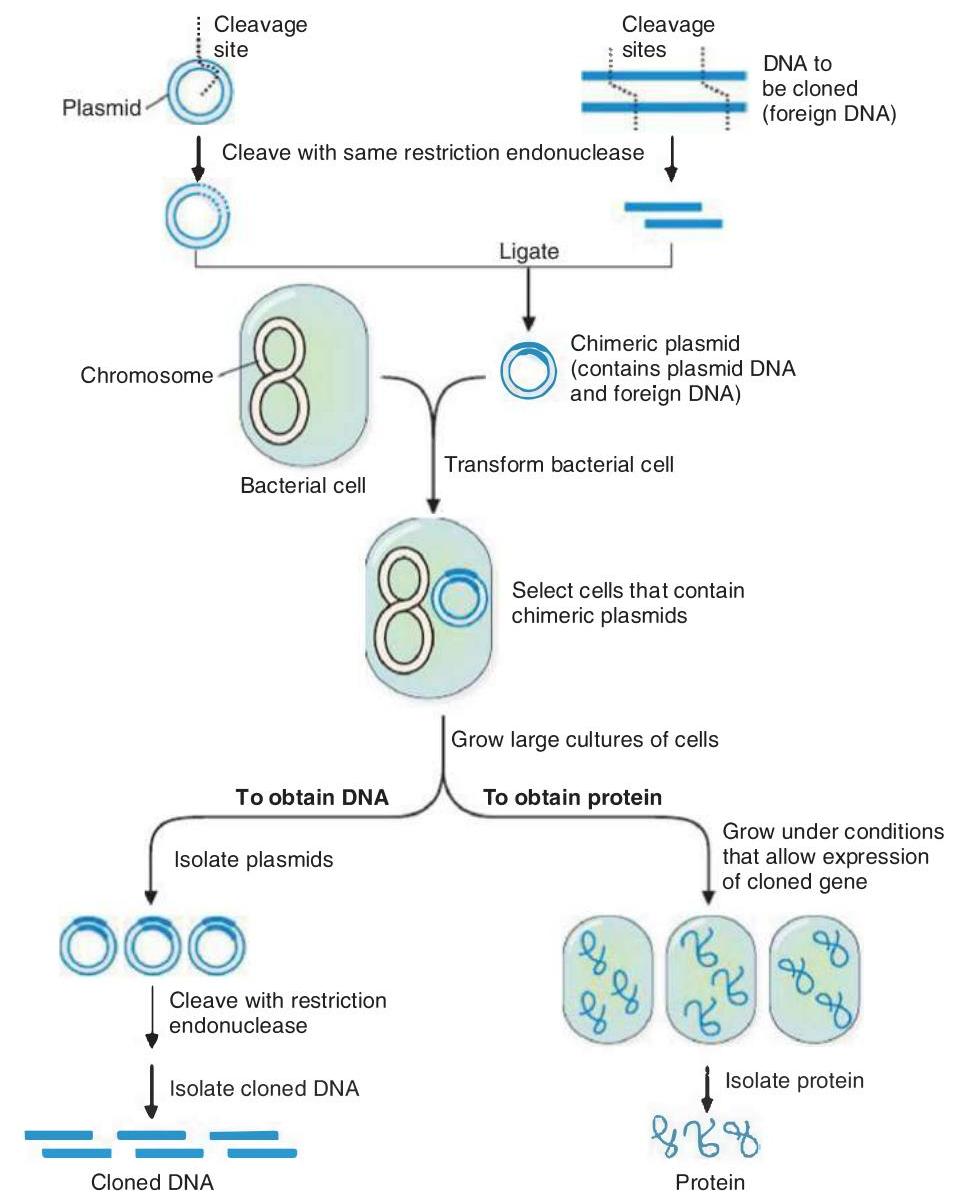 Cleavage
site
Plasmid
Cleavage
sites
DNA to
be cloned
(foreign DNA)
Cleave with same restriction endonuclease
Ligate
Chromosome
Bacterial cell
Chimeric plasmid
(contains plasmid DNA
and foreign DNA)
Transform bacterial cell
Select cells that contain
chimeric plasmids
Grow large cultures of cells
To obtain DNA
To obtain protein
Isolate plasmids
Grow under conditions
that allow expression
of cloned gene
Cleave with restriction
endonuclease
Isolate cloned DNA
Cloned DNA
Isolate protein
Protein